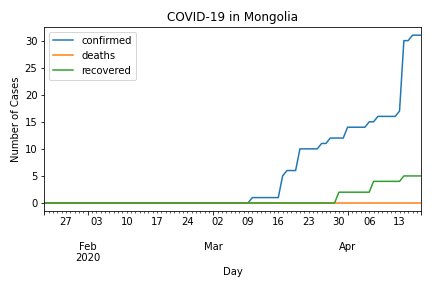 COVID-19 in Mongolia
confirmed
deaths
recovered
Number of Cases
30
25
20
15
10
5
0
27 03 10 17 24 02 09 16 23 30 06 13
Feb Mar Apr
2020
Day